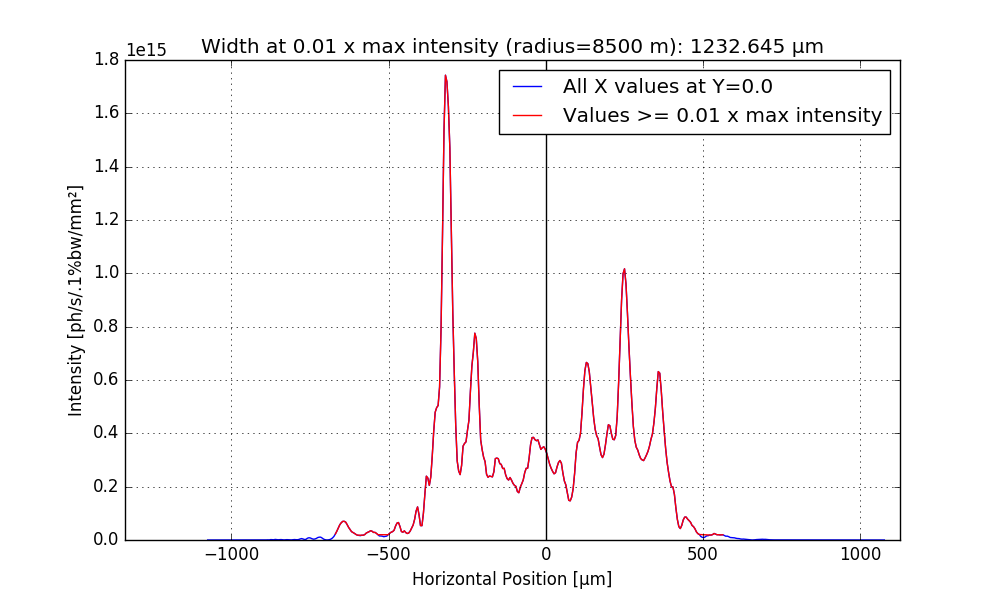 Width at 0.01 x max intensity (radius=8500 m): 1232.645 µm
1e15
1.8
1.6
1.4
1.2
1.0
0.8
0.6
0.4
0.2
0.0
Intensity [ph/s/.1%bw/mm²]
All X values at Y=0.0
Values >= 0.01 x max intensity
−1000
−500
0
500
1000
Horizontal Position [µm]